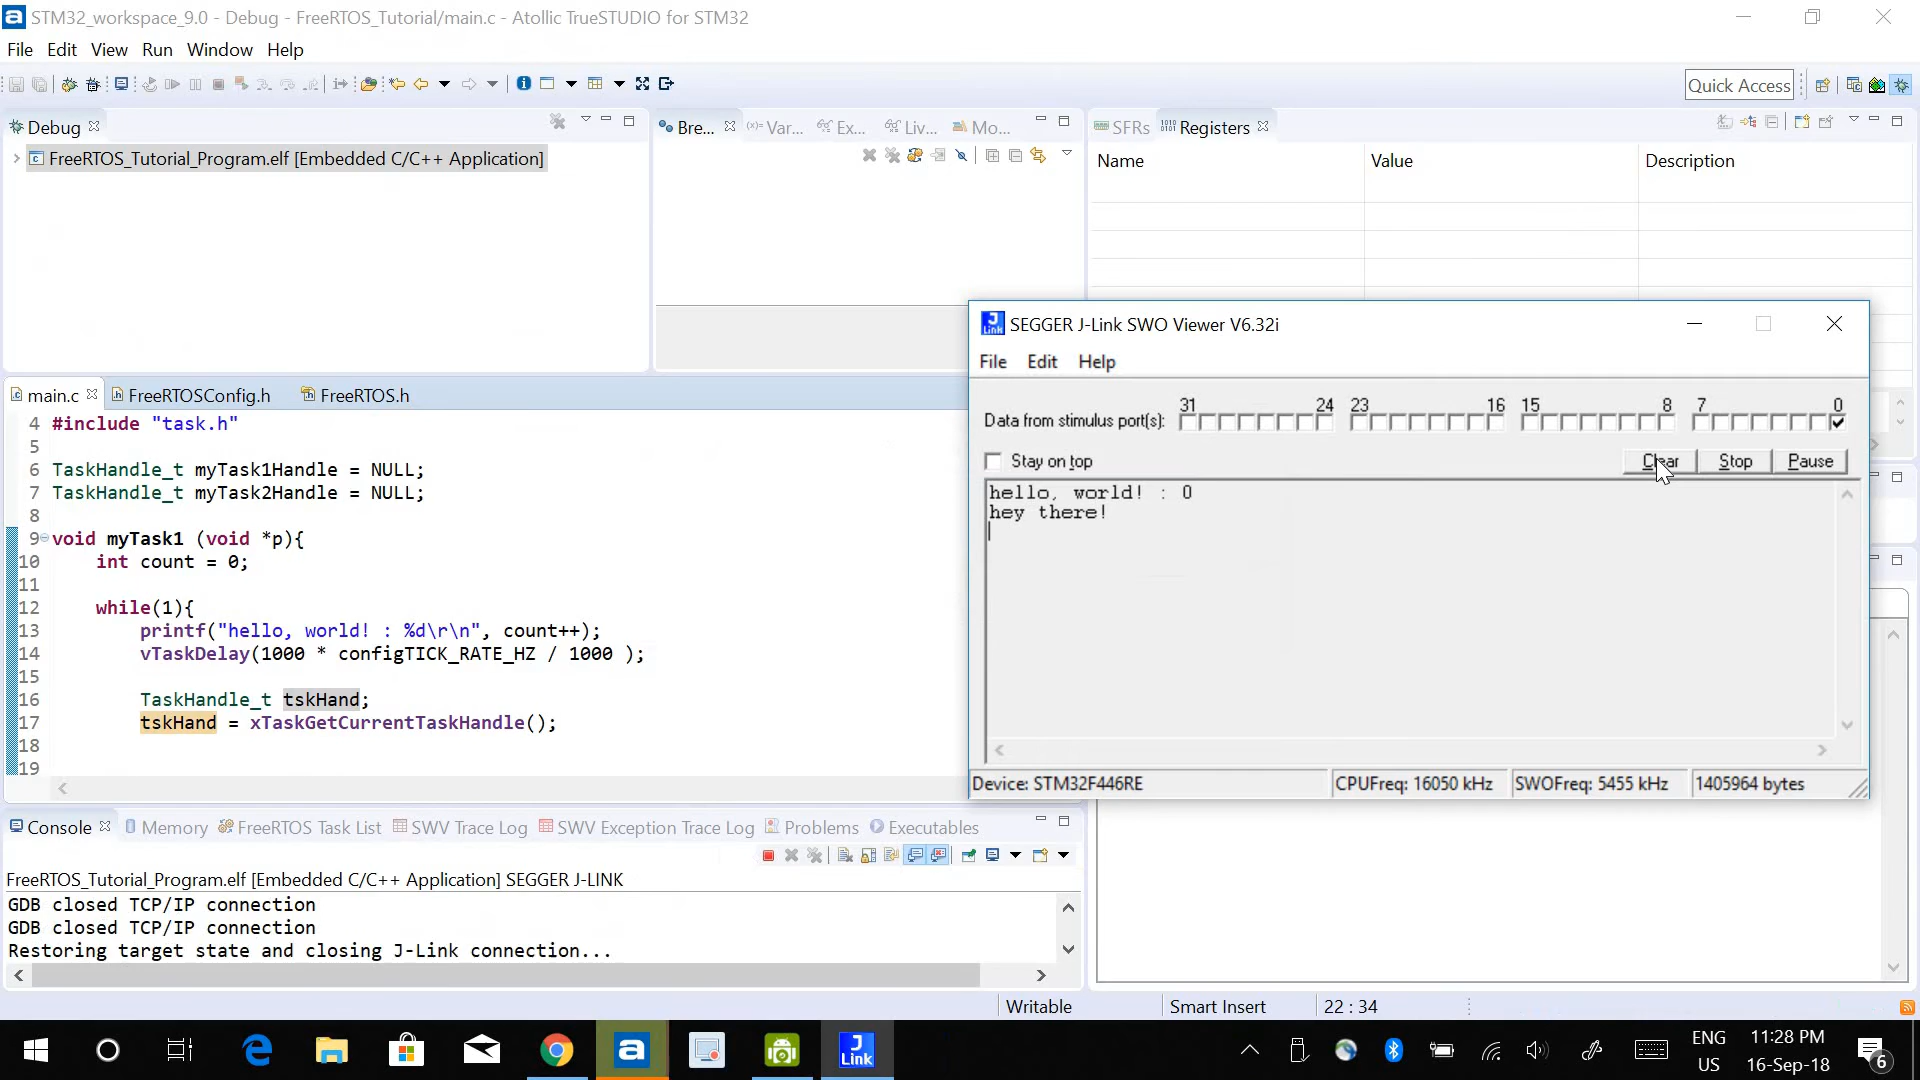 STM32_workspace_9.0 - Debug - FreeRTOS_Tutorial/main.c - Atollic TrueSTUDIO for STM32
File Edit View Run Window Help
Quick Access
Debug
Bre... Var... Ex... Liv... Mo...
SFRs Registers
FreeRTOS_Tutorial_Program.elf [Embedded C/C++ Application]
Name Value Description
SEGGER J-Link SWO Viewer V6.32i
File Edit Help
31 24 23 16 15 8 7 0
Data from stimulus port(s):
Stay on top
Clear Stop Pause
hello, world! : 0
hey there!
Device: STM32F446RE CPUFreq: 16050 kHz SWOFreq: 5455 kHz 1405964 bytes
main.c FreeRTOSConfig.h FreeRTOS.h
4 #include "task.h"
5
6 TaskHandle_t myTask1Handle = NULL;
7 TaskHandle_t myTask2Handle = NULL;
8
9 void myTask1 (void *p){
10 int count = 0;
11
12 while(1){
13 printf("hello, world! : %d\r\n", count++);
14 vTaskDelay(1000 * configTICK_RATE_HZ / 1000 );
15
16 TaskHandle_t tskHand;
17 tskHand = xTaskGetCurrentTaskHandle();
18
19
Console Memory FreeRTOS Task List SWV Trace Log SWV Exception Trace Log Problems Executables
FreeRTOS_Tutorial_Program.elf [Embedded C/C++ Application] SEGGER J-LINK
GDB closed TCP/IP connection
GDB closed TCP/IP connection
Restoring target state and closing J-Link connection...
Writable Smart Insert 22 : 34
J
Link
ENG
US
11:28 PM
16-Sep-18
6